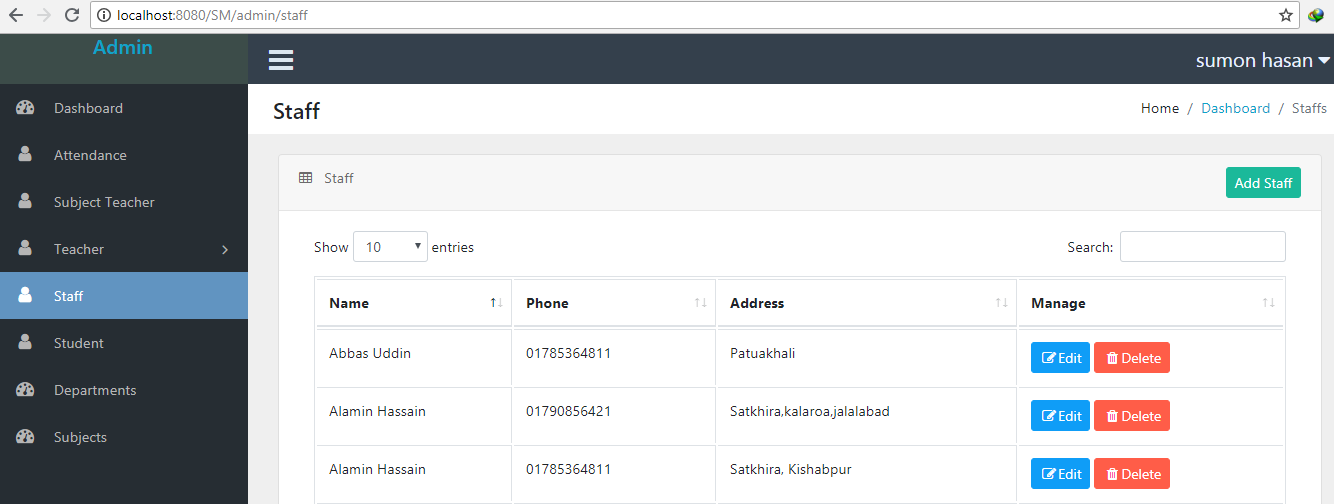 localhost:8080/SM/admin/staff
Admin
sumon hasan
Dashboard
Attendance
Subject Teacher
Teacher
Staff
Student
Departments
Subjects
Staff
Home / Dashboard / Staffs
Staff
Add Staff
Show 10 entries
Search:
Name Phone Address Manage
Abbas Uddin 01785364811 Patuakhali Edit Delete
Alamin Hassain 01790856421 Satkhira,kalaroa,jalalabad Edit Delete
Alamin Hassain 01785364811 Satkhira, Kishabpur Edit Delete